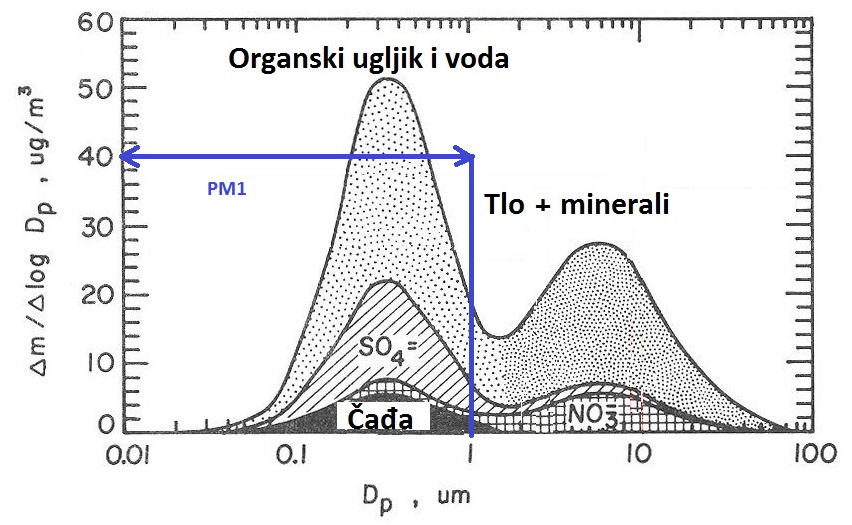 60
Organski ugljik i voda
50
40
PM1
Tlo + minerali
30
20
10
0
SO₄=
Čađa
NO₃⁻
0.01
0.1
1
10
100
Δm/Δlog Dp , ug/m³
Dp , um